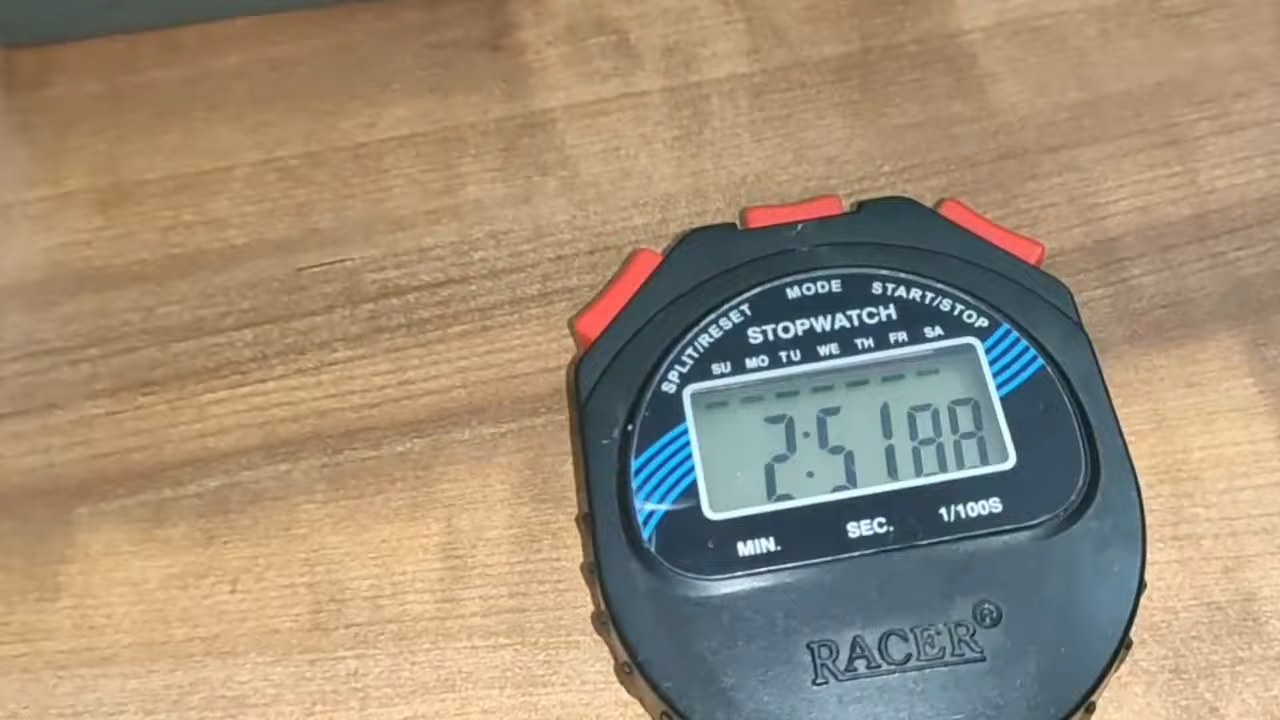 SPLIT/RESET MODE START/STOP
STOPWATCH
SU MO TU WE TH FR SA
2:51
MIN. SEC. 1/100S
RACER®